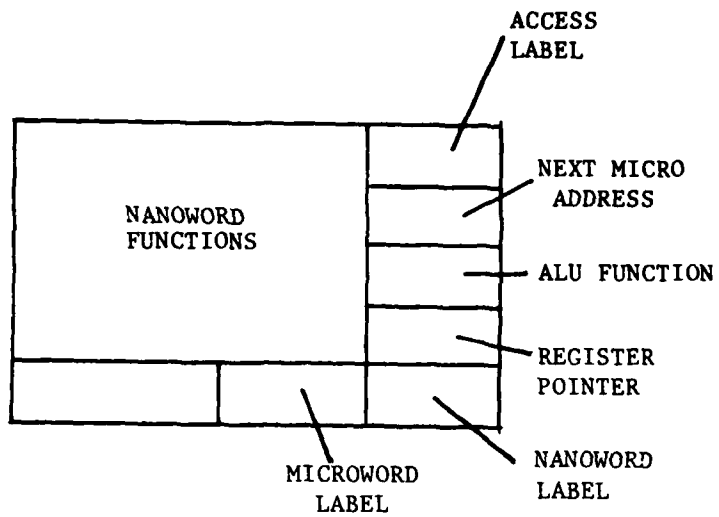 ACCESS
LABEL
NEXT MICRO
ADDRESS
NANOWORD
FUNCTIONS
ALU FUNCTION
REGISTER
POINTER
MICROWORD
LABEL
NANOWORD
LABEL